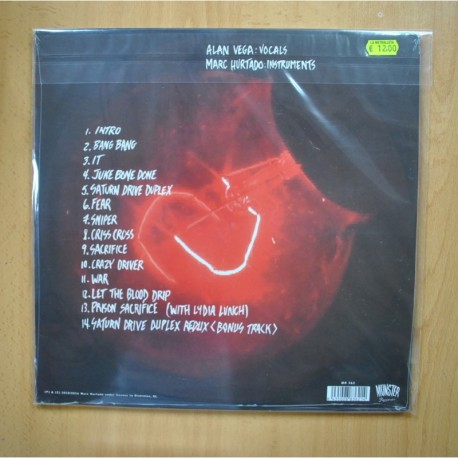 ALAN VEGA: VOCALS
MARC HURTADO: INSTRUMENTS
€ 12.00
1. INTRO
2. BANG BANG
3. IT
4. JUKE BONE DONE
5. SATURN DRIVE DUPLEX
6. FEAR
7. SNIPER
8. CRISS CROSS
9. SACRIFICE
10. CRAZY DRIVER
11. WAR
12. LET THE BLOOD DRIP
13. PRISON SACRIFICE (WITH LYDIA LUNCH)
14. SATURN DRIVE DUPLEX REDUX <BONUS TRACK>
MUNSTER
Records